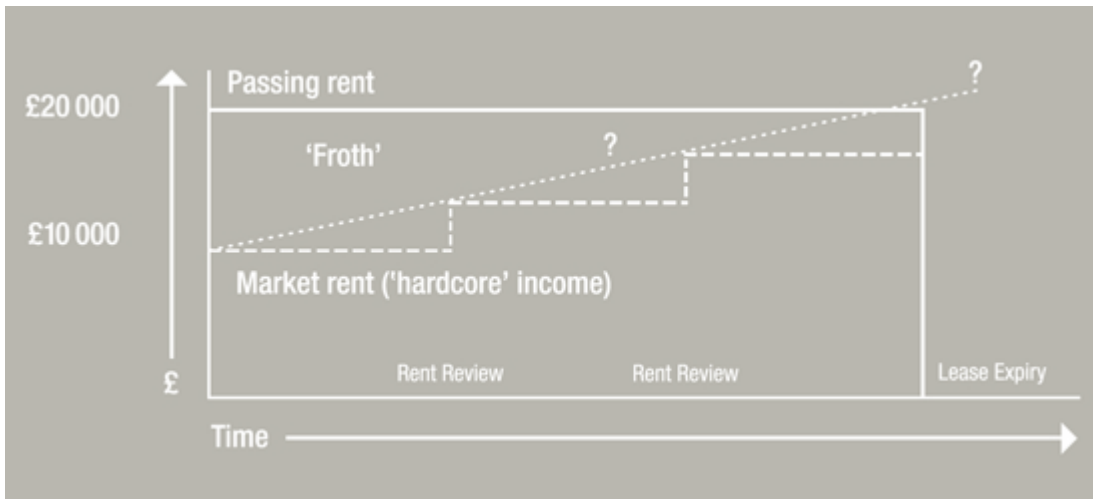 ?
Passing rent
£20 000
'Froth'
?
£10 000
Market rent ('hardcore' income)
Rent Review
Rent Review
Lease Expiry
£
Time